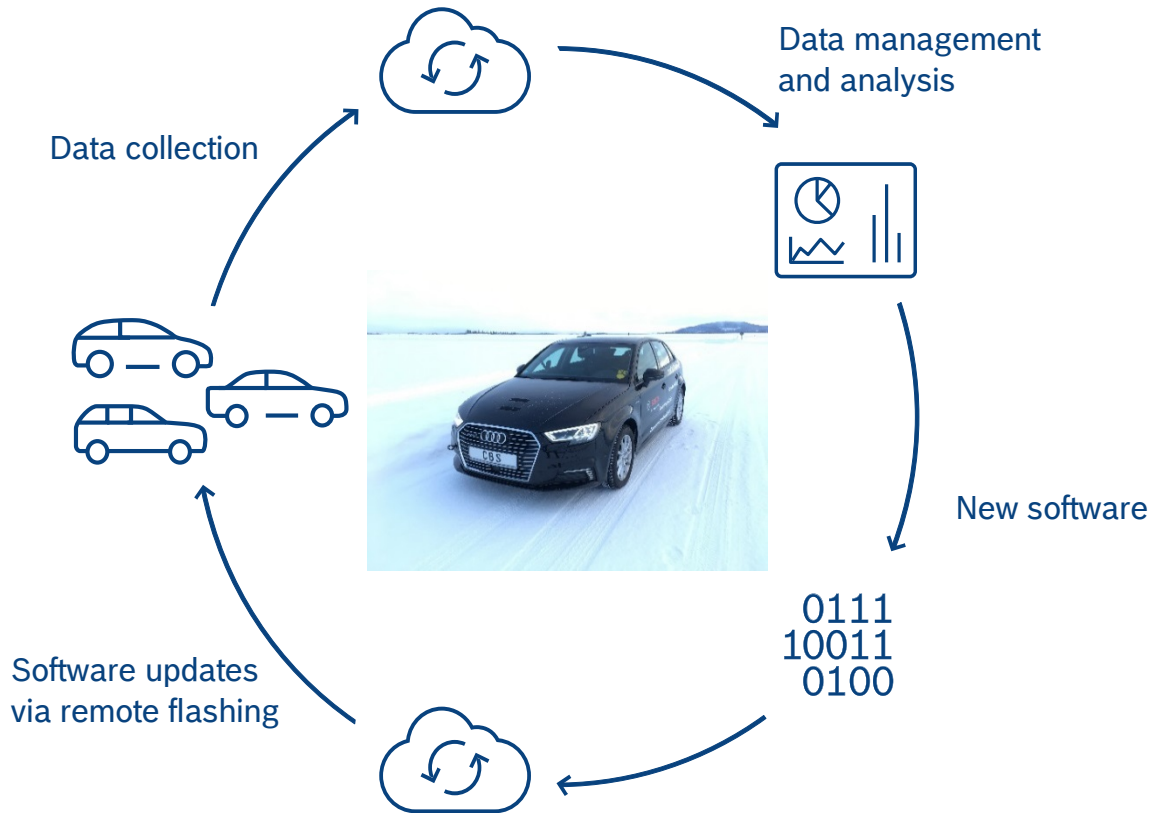 Data management
and analysis
Data collection
CBS
New software
0111
10011
0100
Software updates
via remote flashing